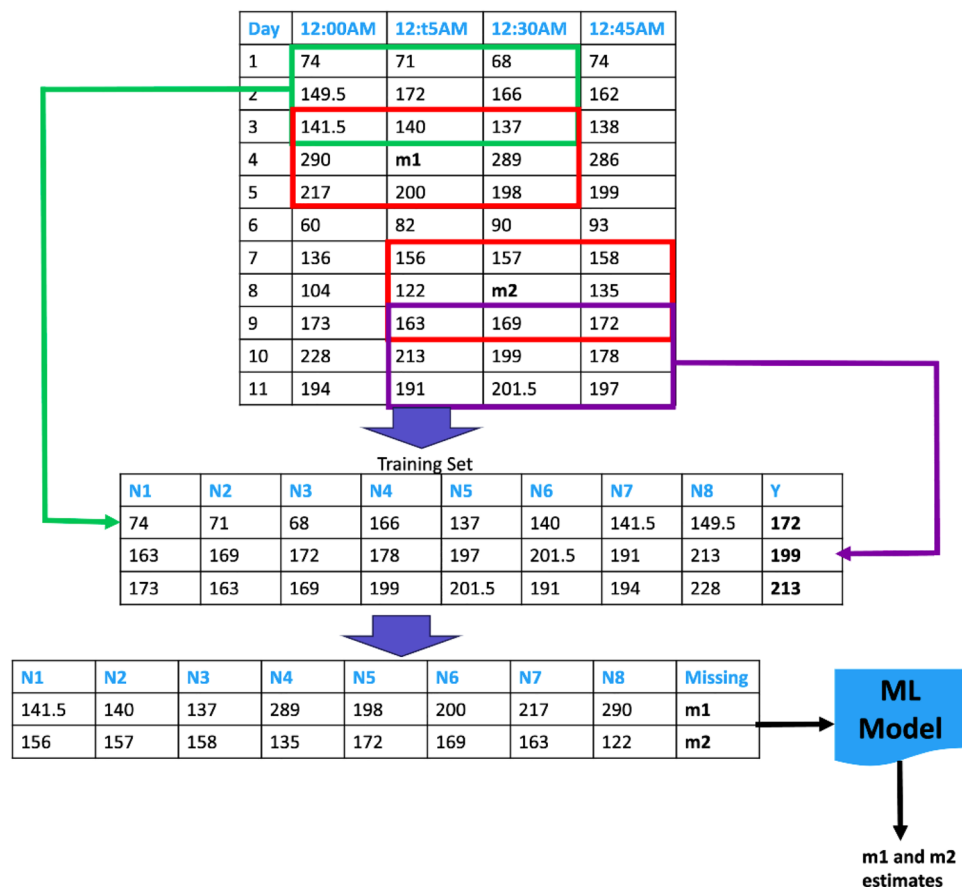 Day 12:00AM 12:t5AM 12:30AM 12:45AM
1 74 71 68 74
2 149.5 172 166 162
3 141.5 140 137 138
4 290 m1 289 286
5 217 200 198 199
6 60 82 90 93
7 136 156 157 158
8 104 122 m2 135
9 173 163 169 172
10 228 213 199 178
11 194 191 201.5 197
Training Set
N1 N2 N3 N4 N5 N6 N7 N8 Y
74 71 68 166 137 140 141.5 149.5 172
163 169 172 178 197 201.5 191 213 199
173 163 169 199 201.5 191 194 228 213
N1 N2 N3 N4 N5 N6 N7 N8 Missing
141.5 140 137 289 198 200 217 290 m1
156 157 158 135 172 169 163 122 m2
ML
Model
m1 and m2
estimates